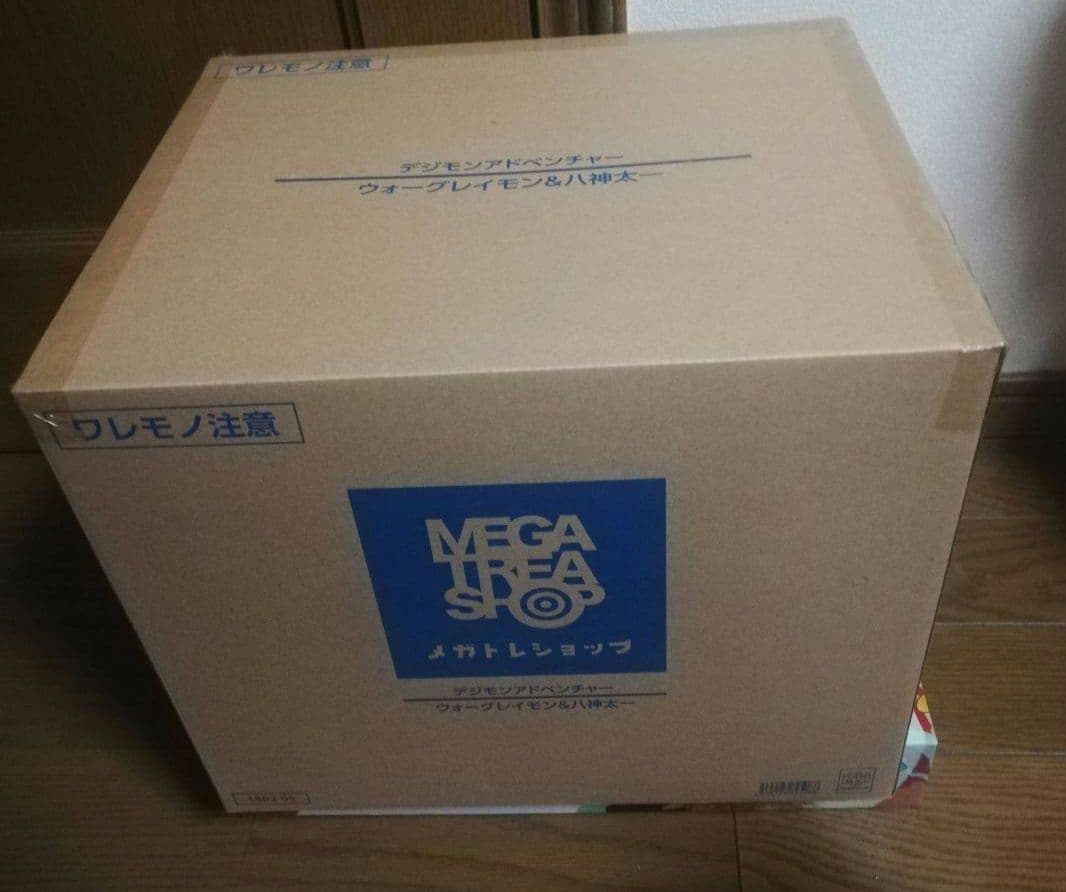 ワレモノ注意
デジモンアドベンチャー
ウォーグレイモン&八神太一
ワレモノ注意
MEGA
TREA
SHOP
メガトレショップ
デジモンアドベンチャー
ウォーグレイモン&八神太一